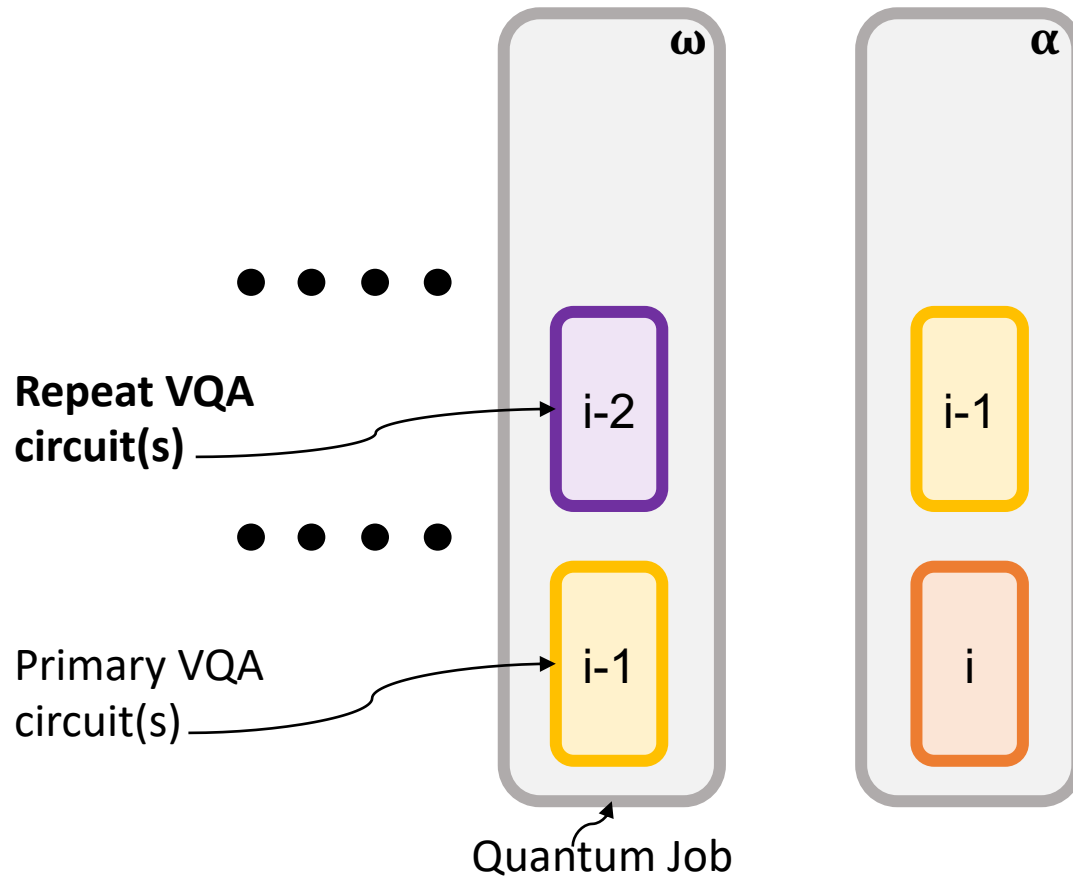 ω
α
Repeat VQA
circuit(s)
i-2
i-1
Primary VQA
circuit(s)
i-1
i
Quantum Job